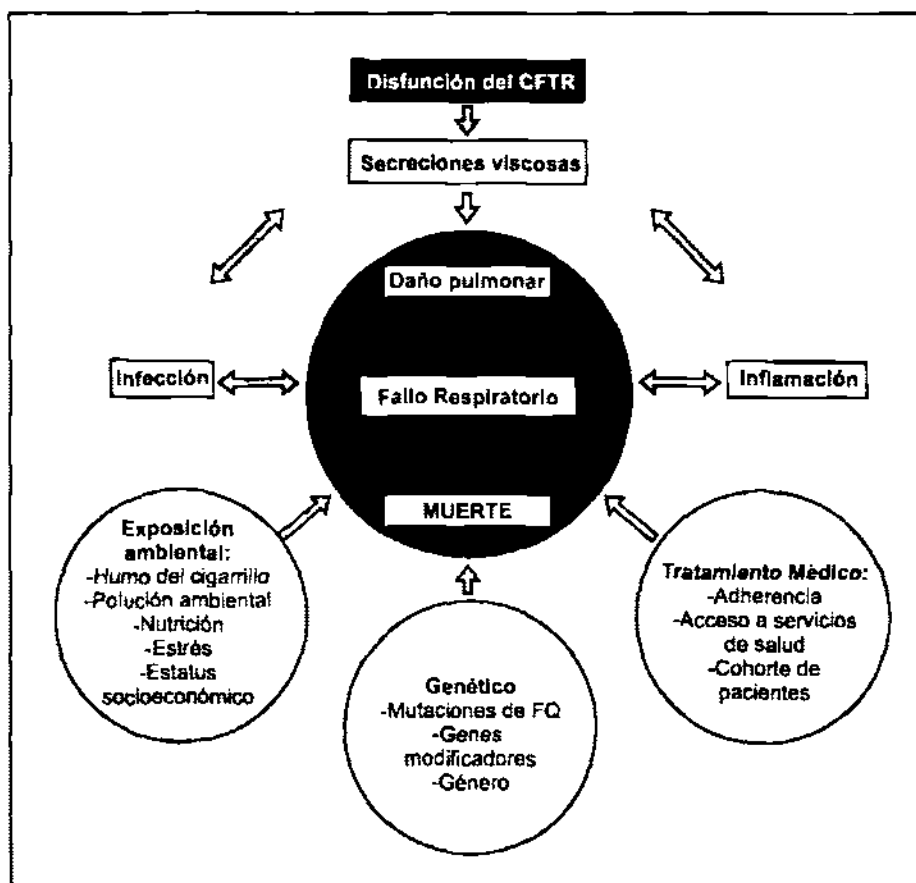 Disfunción del CFTR
Secreciones viscosas
Daño pulmonar
Infección
Fallo Respiratorio
Inflamación
MUERTE
Exposición
ambiental:
-Humo del cigarrillo
-Polución ambiental
-Nutrición
-Estrés
-Estatus
socioeconómico
Genético
-Mutaciones de FQ
-Genes
modificadores
-Género
Tratamiento Médico:
-Adherencia
-Acceso a servicios
de salud
-Cohorte de
pacientes